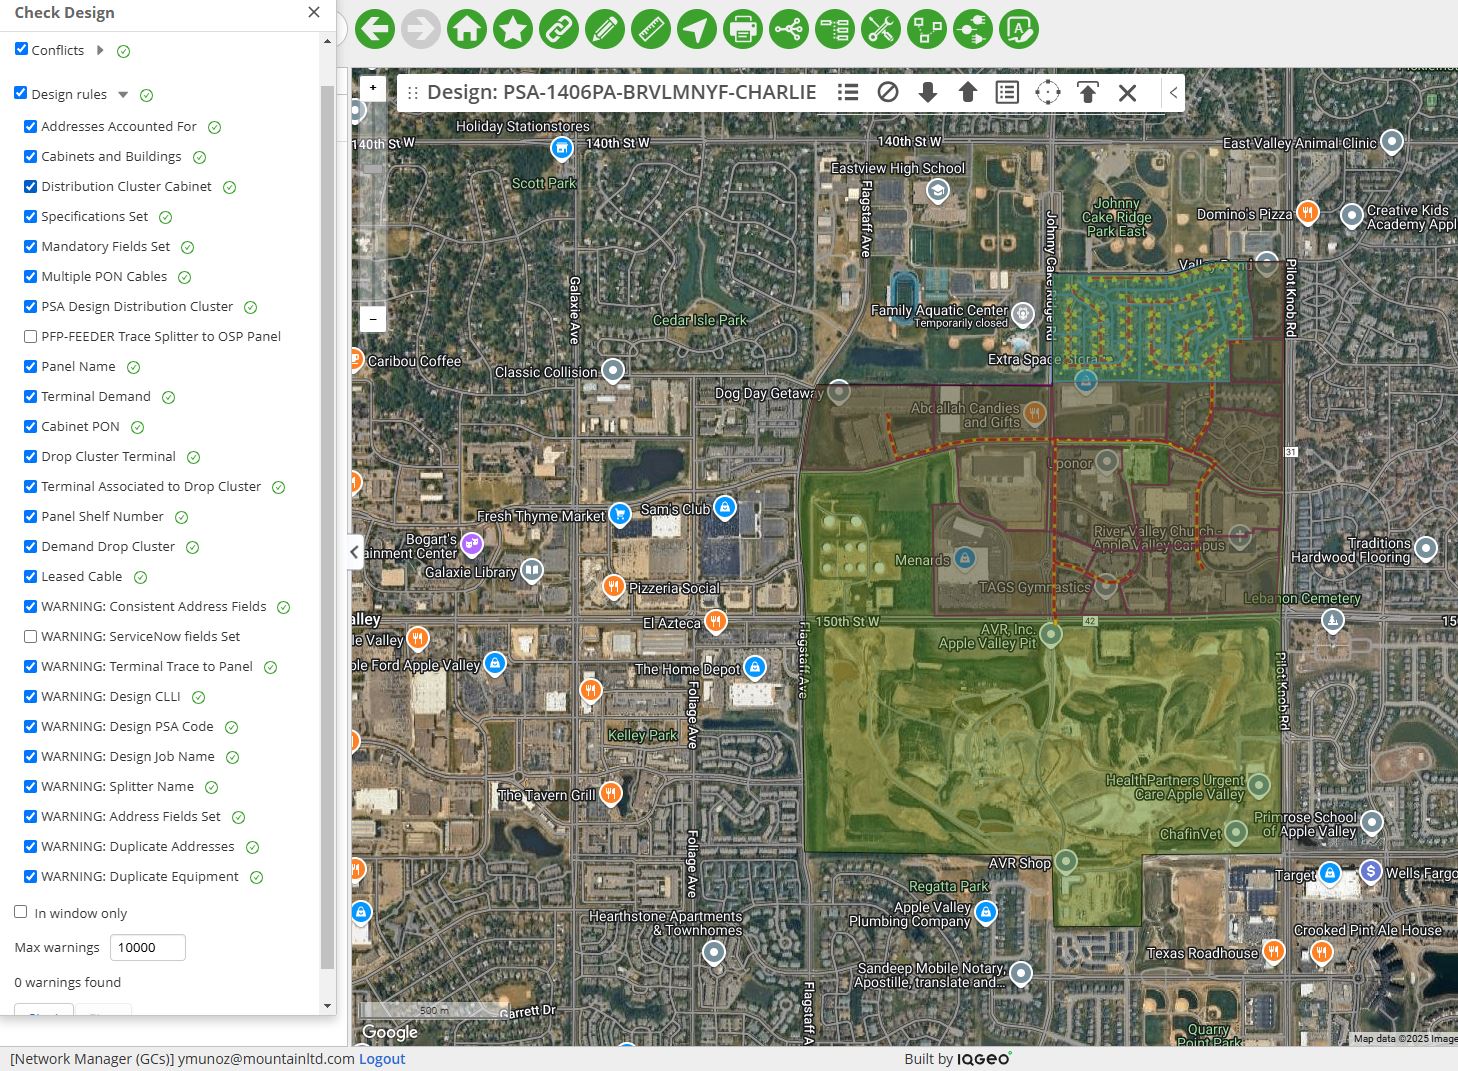 Check Design
Conflicts
Design rules
Addresses Accounted For
Cabinets and Buildings
Distribution Cluster Cabinet
Specifications Set
Mandatory Fields Set
Multiple PON Cables
PSA Design Distribution Cluster
PFP-FEEDER Trace Splitter to OSP Panel
Panel Name
Terminal Demand
Cabinet PON
Drop Cluster Terminal
Terminal Associated to Drop Cluster
Panel Shelf Number
Demand Drop Cluster
Leased Cable
WARNING: Consistent Address Fields
WARNING: ServiceNow fields Set
WARNING: Terminal Trace to Panel
WARNING: Design CLLI
WARNING: Design PSA Code
WARNING: Design Job Name
WARNING: Splitter Name
WARNING: Address Fields Set
WARNING: Duplicate Addresses
WARNING: Duplicate Equipment
In window only
Max warnings 10000
0 warnings found
Design: PSA-1406PA-BRVLMNYF-CHARLIE
Holiday Stationstores
140th St W
140th St W
140th St W
East Valley Animal Clinic
Eastview High School
Scott Park
Flagstaff Ave
Johnny
Cake Ridge
Park East
Domino's Pizza
Creative Kids
Academy Appl
Johnny Cake Ridge Rd
Galaxie Ave
Pilot Knob Rd
Family Aquatic Center
Temporarily closed
Cedar Isle Park
Caribou Coffee
Classic Collision
Extra Space Storage
Dog Day Getaway
Abdallah Candies
and Gifts
31
Uponor
Fresh Thyme Market
Sam's Club
River Valley Church -
Apple Valley Campus
Bogart's
ainment Center
Galaxie Library
Menards
Traditions
Hardwood Flooring
Pizzeria Social
TAGS Gymnastics
Lebanon Cemetery
alley
El Azteca
150th St W
42
15
le Valley
AVR, Inc.
Apple Valley Pit
ple Ford Apple Valley
The Home Depot
Flagstaff Ave
Pilot Knob Rd
Foliage Ave
Kelley Park
HealthPartners Urgent
Care Apple Valley
The Tavern Grill
Primrose School
of Apple Valley
ChafinVet
Foliage Ave
AVR Shop
Target
Wells Fargo
Regatta Park
Apple Valley
Plumbing Company
Hearthstone Apartments
& Townhomes
Crooked Pint Ale House
Texas Roadhouse
Sandeep Mobile Notary,
Apostille, translate and...
Flagstaff A
500 m
Garrett Dr
Google
Quarry
Point Park
Map data ©2025 Image
[Network Manager (GCs)] ymunoz@mountainltd.com Logout
Built by IQGEO